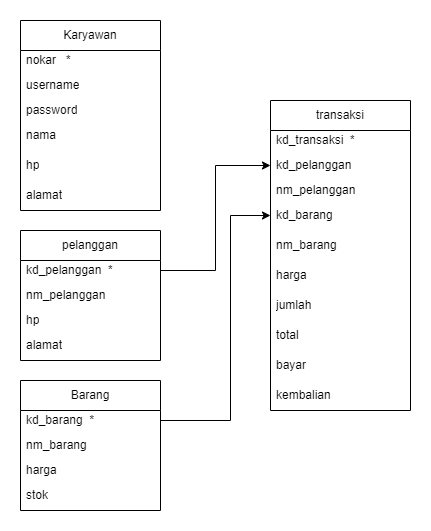 Karyawan
nokar *
username
password
nama
hp
alamat
pelanggan
kd_pelanggan *
nm_pelanggan
hp
alamat
Barang
kd_barang *
nm_barang
harga
stok
transaksi
kd_transaksi *
kd_pelanggan
nm_pelanggan
kd_barang
nm_barang
harga
jumlah
total
bayar
kembalian